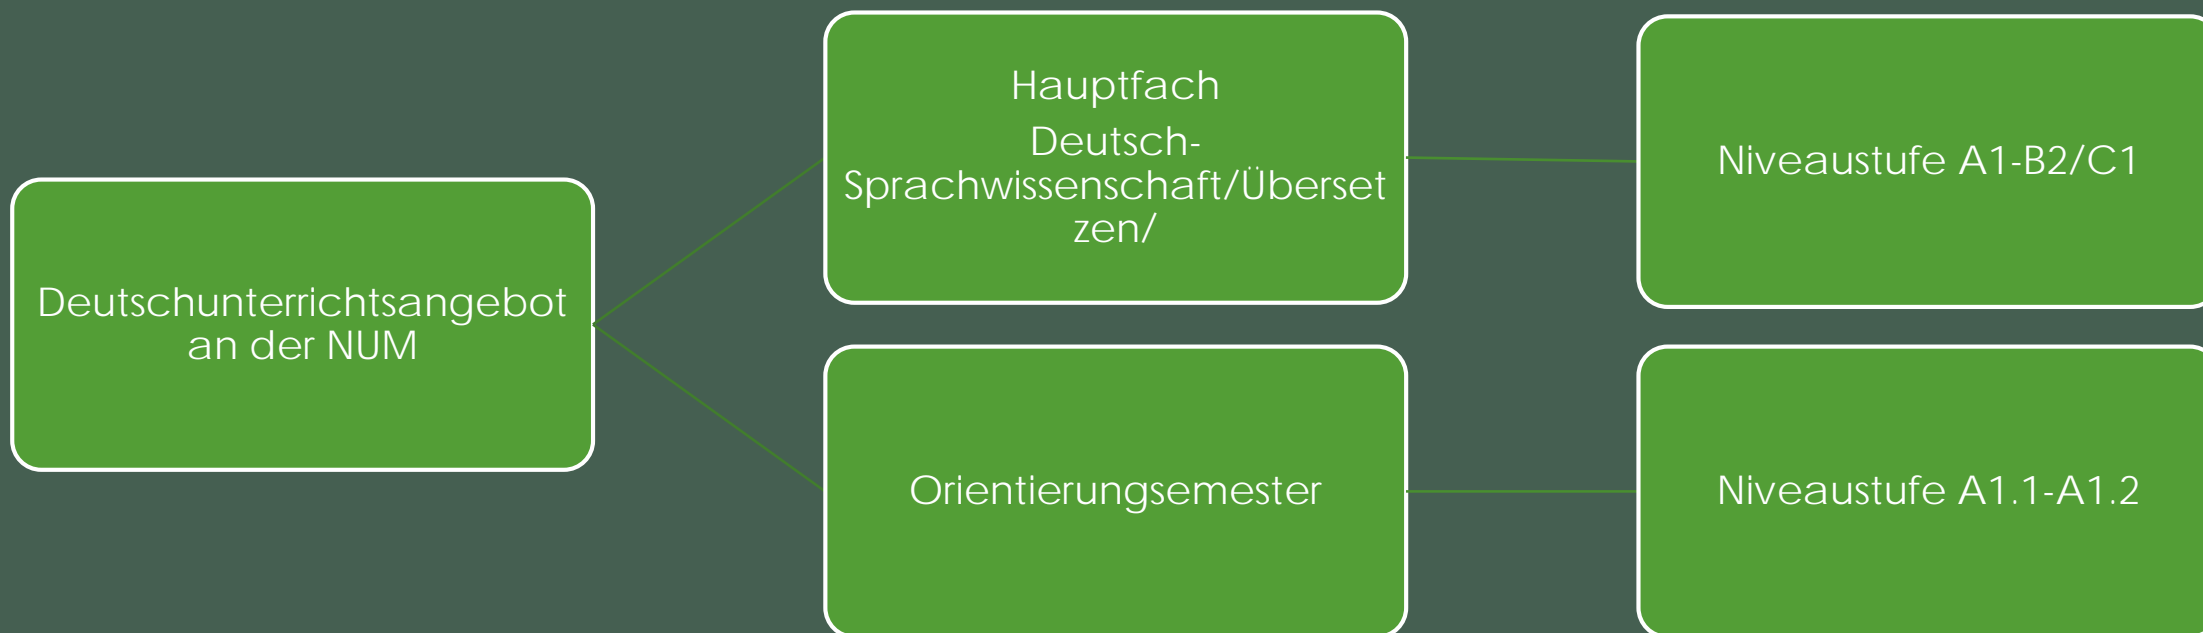 Deutschunterrichtsangebot
an der NUM
Hauptfach
Deutsch-
Sprachwissenschaft/Überset
zen/
Niveaustufe A1-B2/C1
Orientierungsemester
Niveaustufe A1.1-A1.2